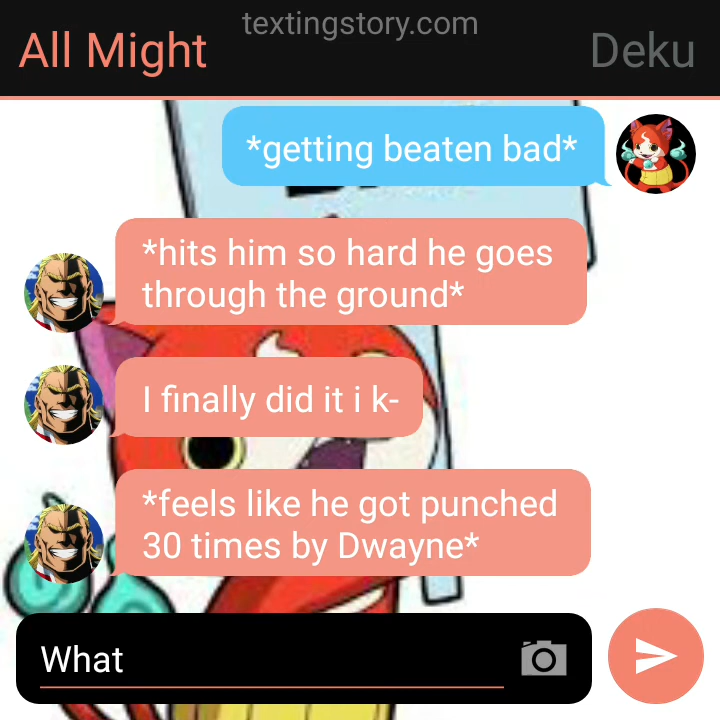 textingstory.com
All Might
Deku
*getting beaten bad*
*hits him so hard he goes
through the ground*
I finally did it i k-
*feels like he got punched
30 times by Dwayne*
What